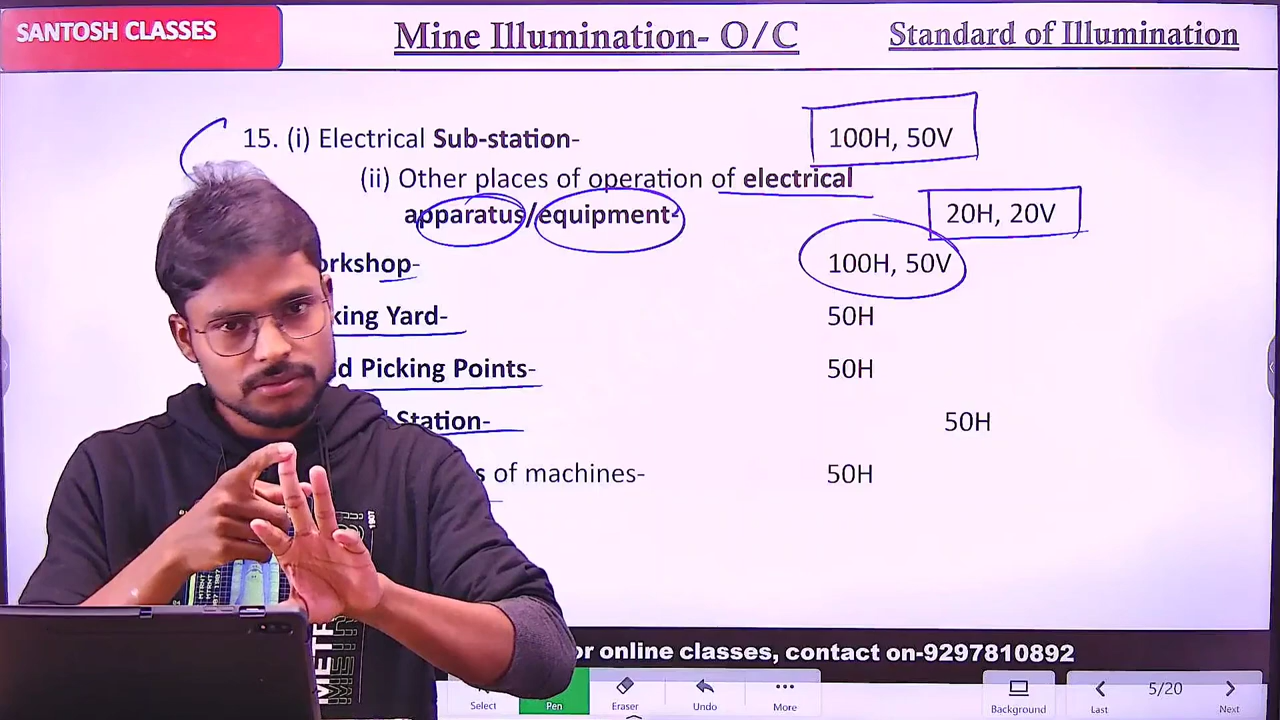 SANTOSH CLASSES
Mine Illumination- O/C
Standard of Illumination
15. (i) Electrical Sub-station-
100H, 50V
(ii) Other places of operation of electrical
apparatus/equipment-
20H, 20V
orkshop-
100H, 50V
king Yard-
50H
d Picking Points-
50H
Station-
50H
s of machines-
50H
1907
METR
or online classes, contact on-9297810892
Select
Pen
Eraser
Undo
More
Background
Last
5/20
Next